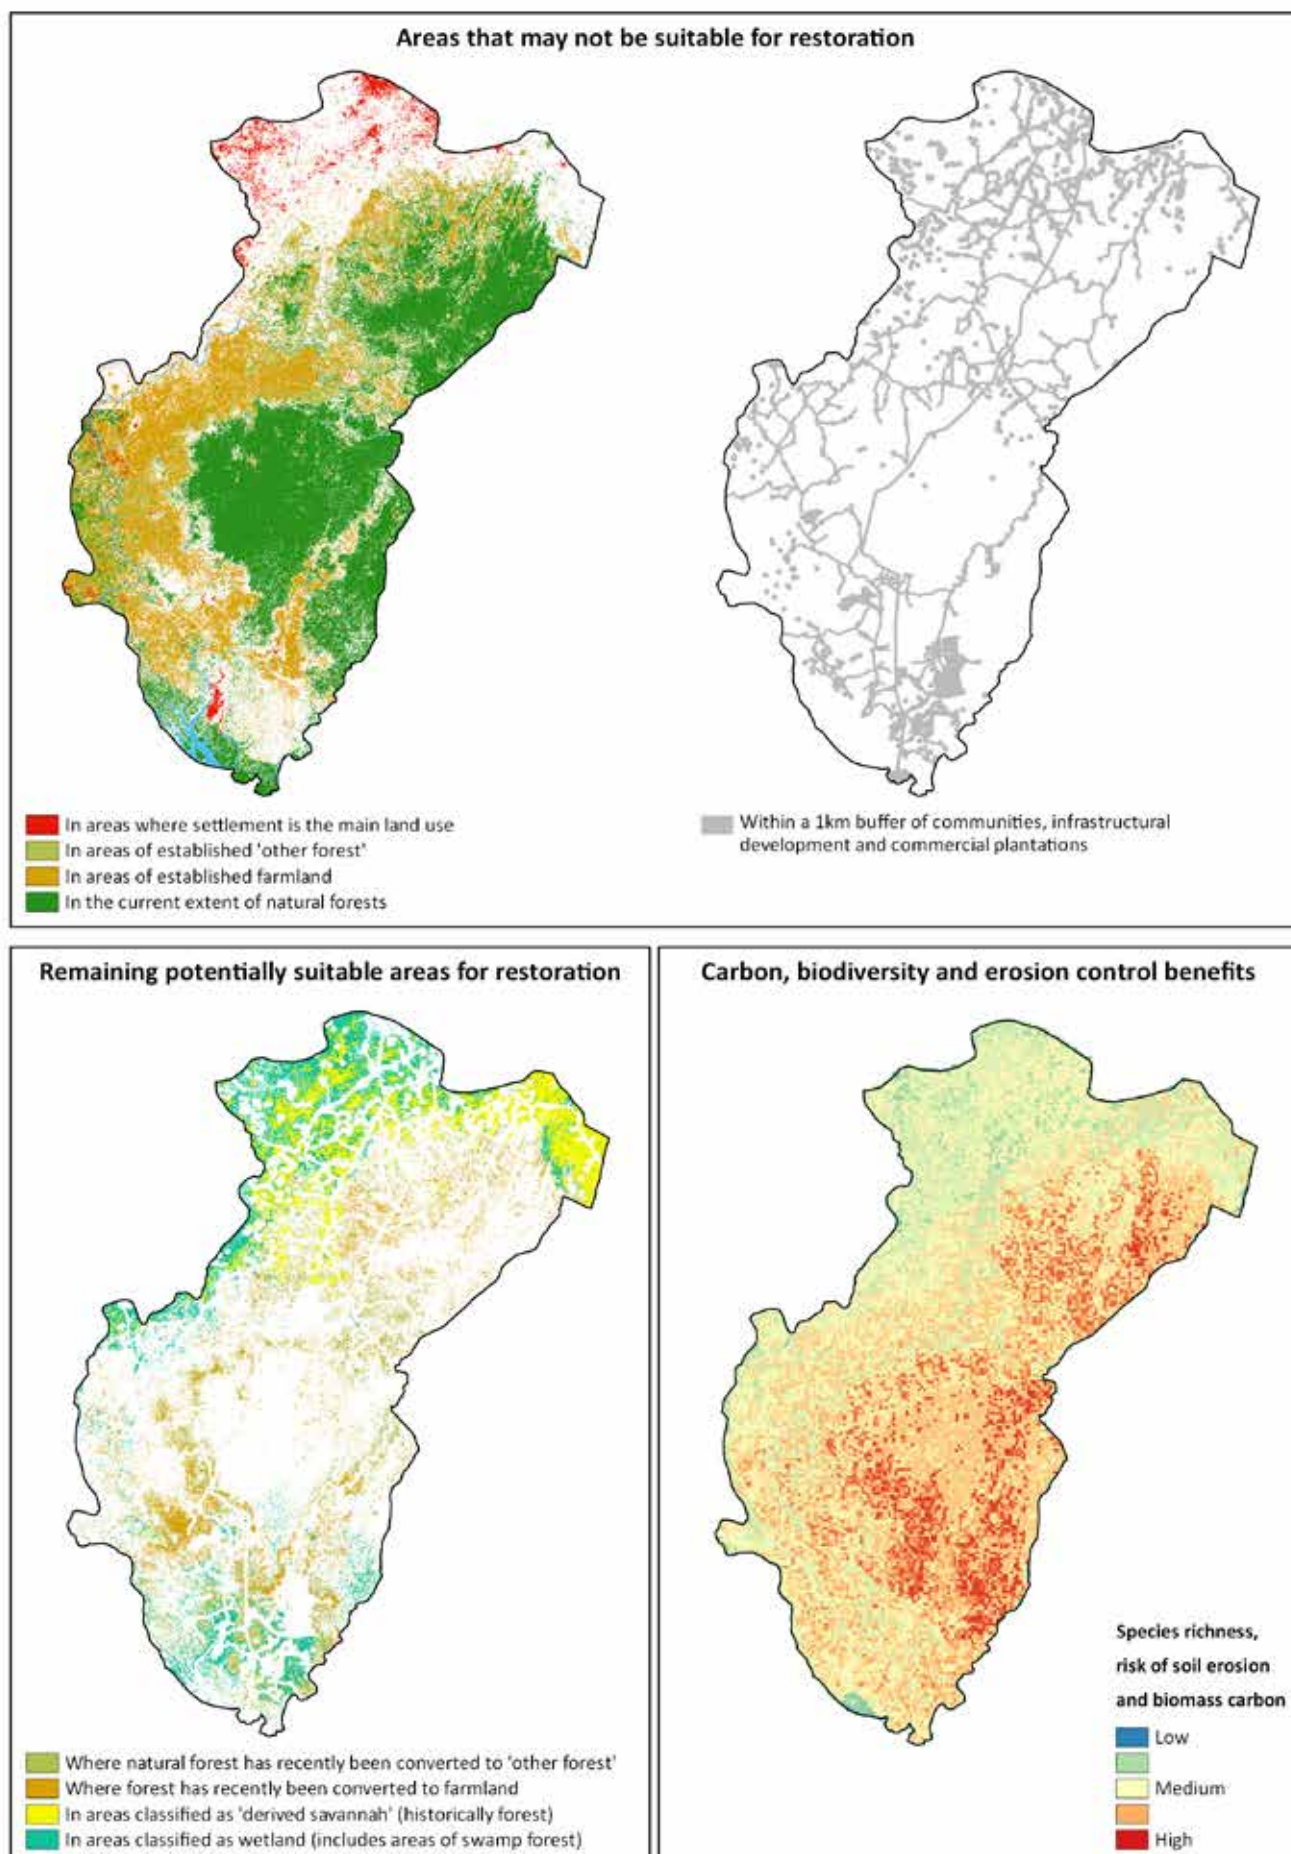 Areas that may not be suitable for restoration
In areas where settlement is the main land use
In areas of established 'other forest'
In areas of established farmland
In the current extent of natural forests
Within a 1km buffer of communities, infrastructural
development and commercial plantations
Remaining potentially suitable areas for restoration
Where natural forest has recently been converted to 'other forest'
Where forest has recently been converted to farmland
In areas classified as 'derived savannah' (historically forest)
In areas classified as wetland (includes areas of swamp forest)
Carbon, biodiversity and erosion control benefits
Species richness,
risk of soil erosion
and biomass carbon
Low
Medium
High